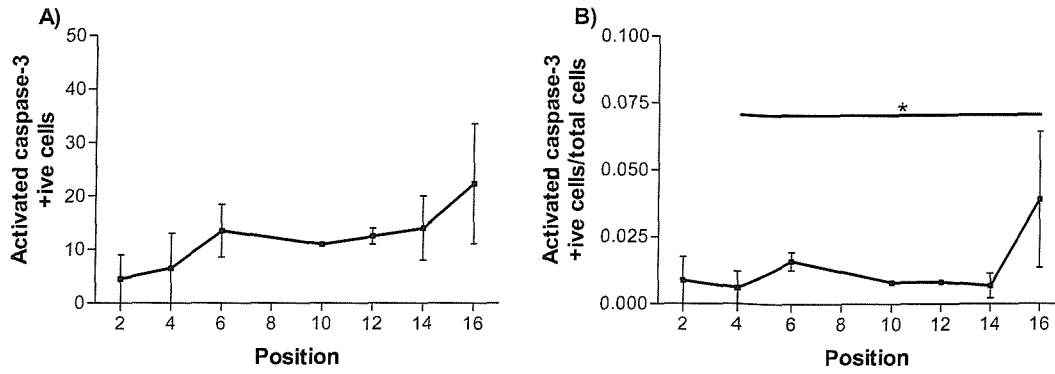 A)
Activated caspase-3
+ive cells
50
40
30
20
10
0
2 4 6 8 10 12 14 16
Position
B)
Activated caspase-3
+ive cells/total cells
0.100
0.075
0.050
0.025
0.000
*
2 4 6 8 10 12 14 16
Position